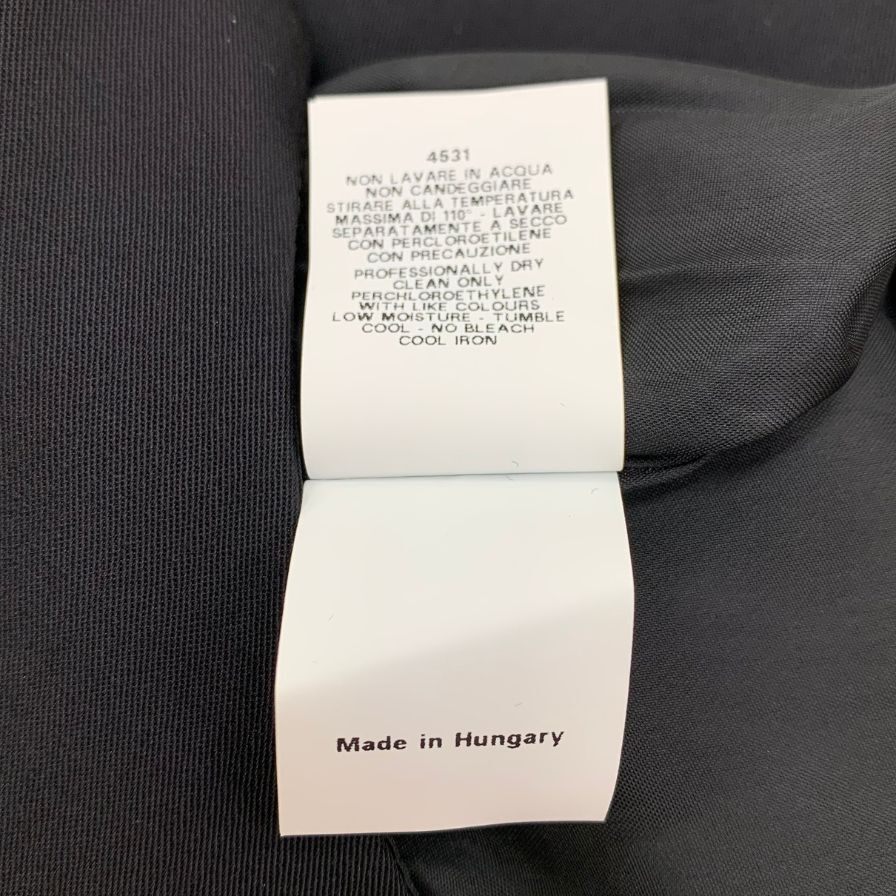 4531
NON LAVARE IN ACQUA
NON CANDEGGIARE
STIRARE ALLA TEMPERATURA
MASSIMA DI 110° - LAVARE
SEPARATAMENTE A SECCO
CON PERCLOROETILENE
CON PRECAUZIONE
PROFESSIONALLY DRY
CLEAN ONLY
PERCHLOROETHYLENE
WITH LIKE COLOURS
LOW MOISTURE - TUMBLE
COOL - NO BLEACH
COOL IRON
Made in Hungary